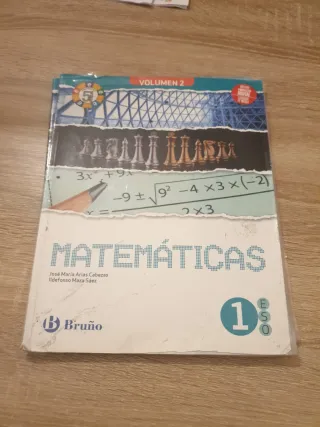 VOLUMEN 2
3x + 9x
-9 ± √9² - 4 × 3 × (-2)
x =
2 × 3
MATEMÁTICAS
José María Arias Cabezas
Ildefonso Maza Sáez
Bruño
1
ESO